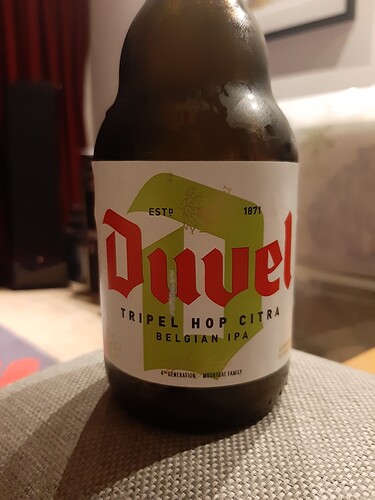 ESTD 1871
Duvel
TRIPEL HOP CITRA
BELGIAN IPA
4TH GENERATION MOORTGAT FAMILY